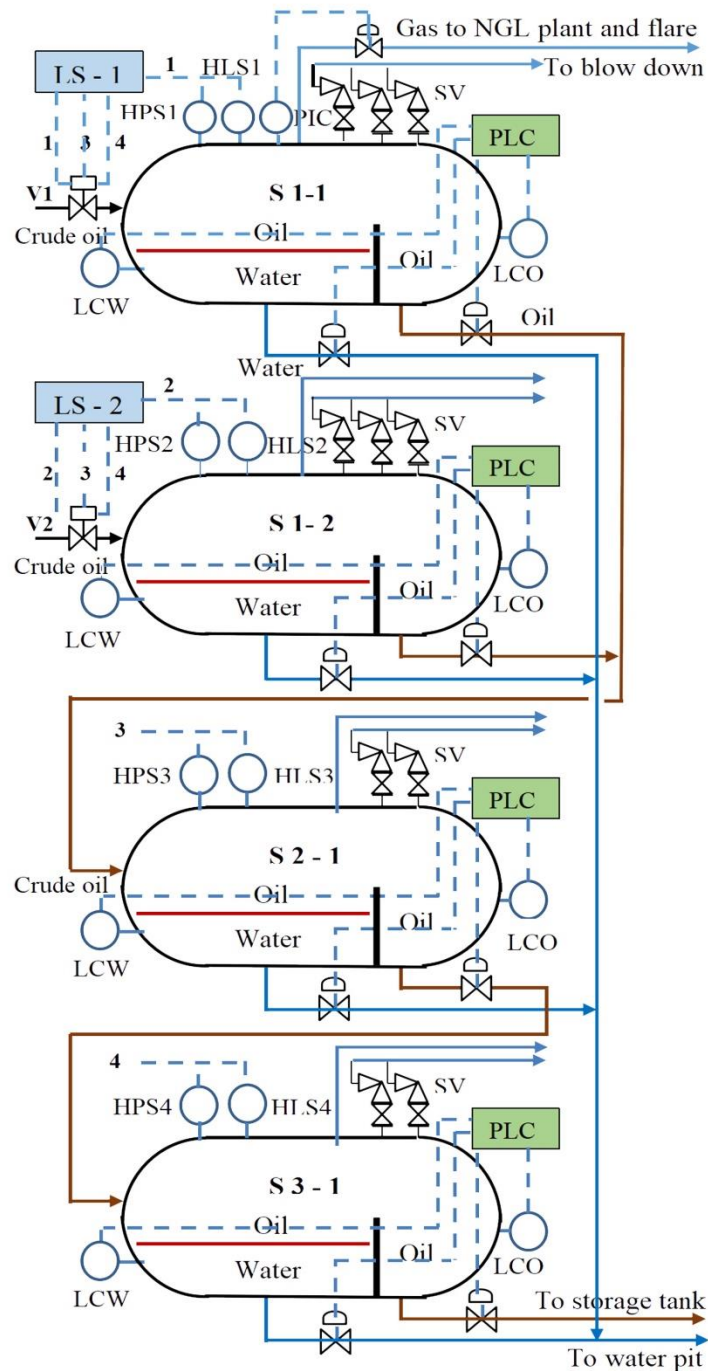 Gas to NGL plant and flare
LS - 1
1
HLS1
To blow down
HPS1
PIC
SV
PLC
1
3
4
V1
S 1-1
Crude oil
Oil
Oil
LCO
LCW
Water
Oil
Water
LS - 2
2
HPS2
HLS2
SV
PLC
2
3
4
V2
S 1- 2
Crude oil
Oil
Oil
LCO
LCW
Water
3
HPS3
HLS3
SV
PLC
S 2 - 1
Crude oil
Oil
Oil
LCW
Water
LCO
4
HPS4
HLS4
SV
PLC
S 3 - 1
Oil
Oil
LCW
Water
LCO
To storage tank
To water pit